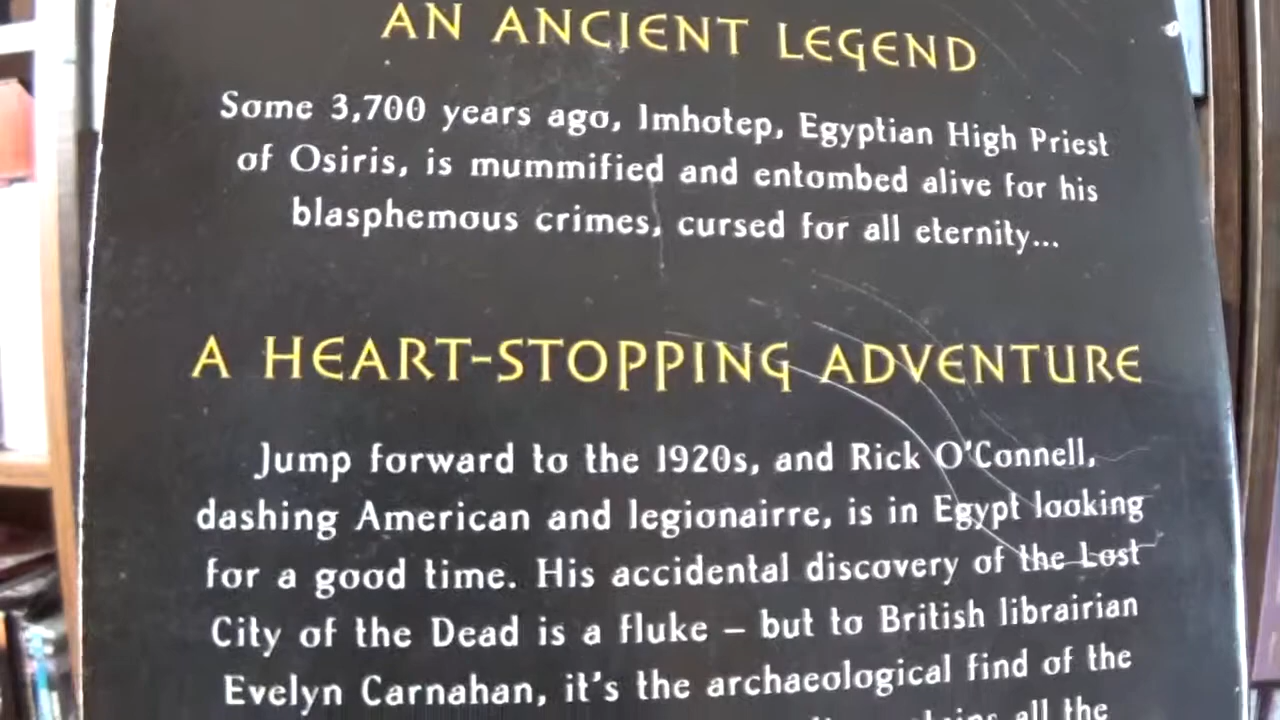 AN ANCIENT LEGEND
Some 3,700 years ago, Imhotep, Egyptian High Priest
of Osiris, is mummified and entombed alive for his
blasphemous crimes, cursed for all eternity...
A HEART-STOPPING ADVENTURE
Jump forward to the 1920s, and Rick O'Connell,
dashing American and legionairre, is in Egypt looking
for a good time. His accidental discovery of the Lost
City of the Dead is a fluke – but to British librairian
Evelyn Carnahan, it's the archaeological find of the
all the